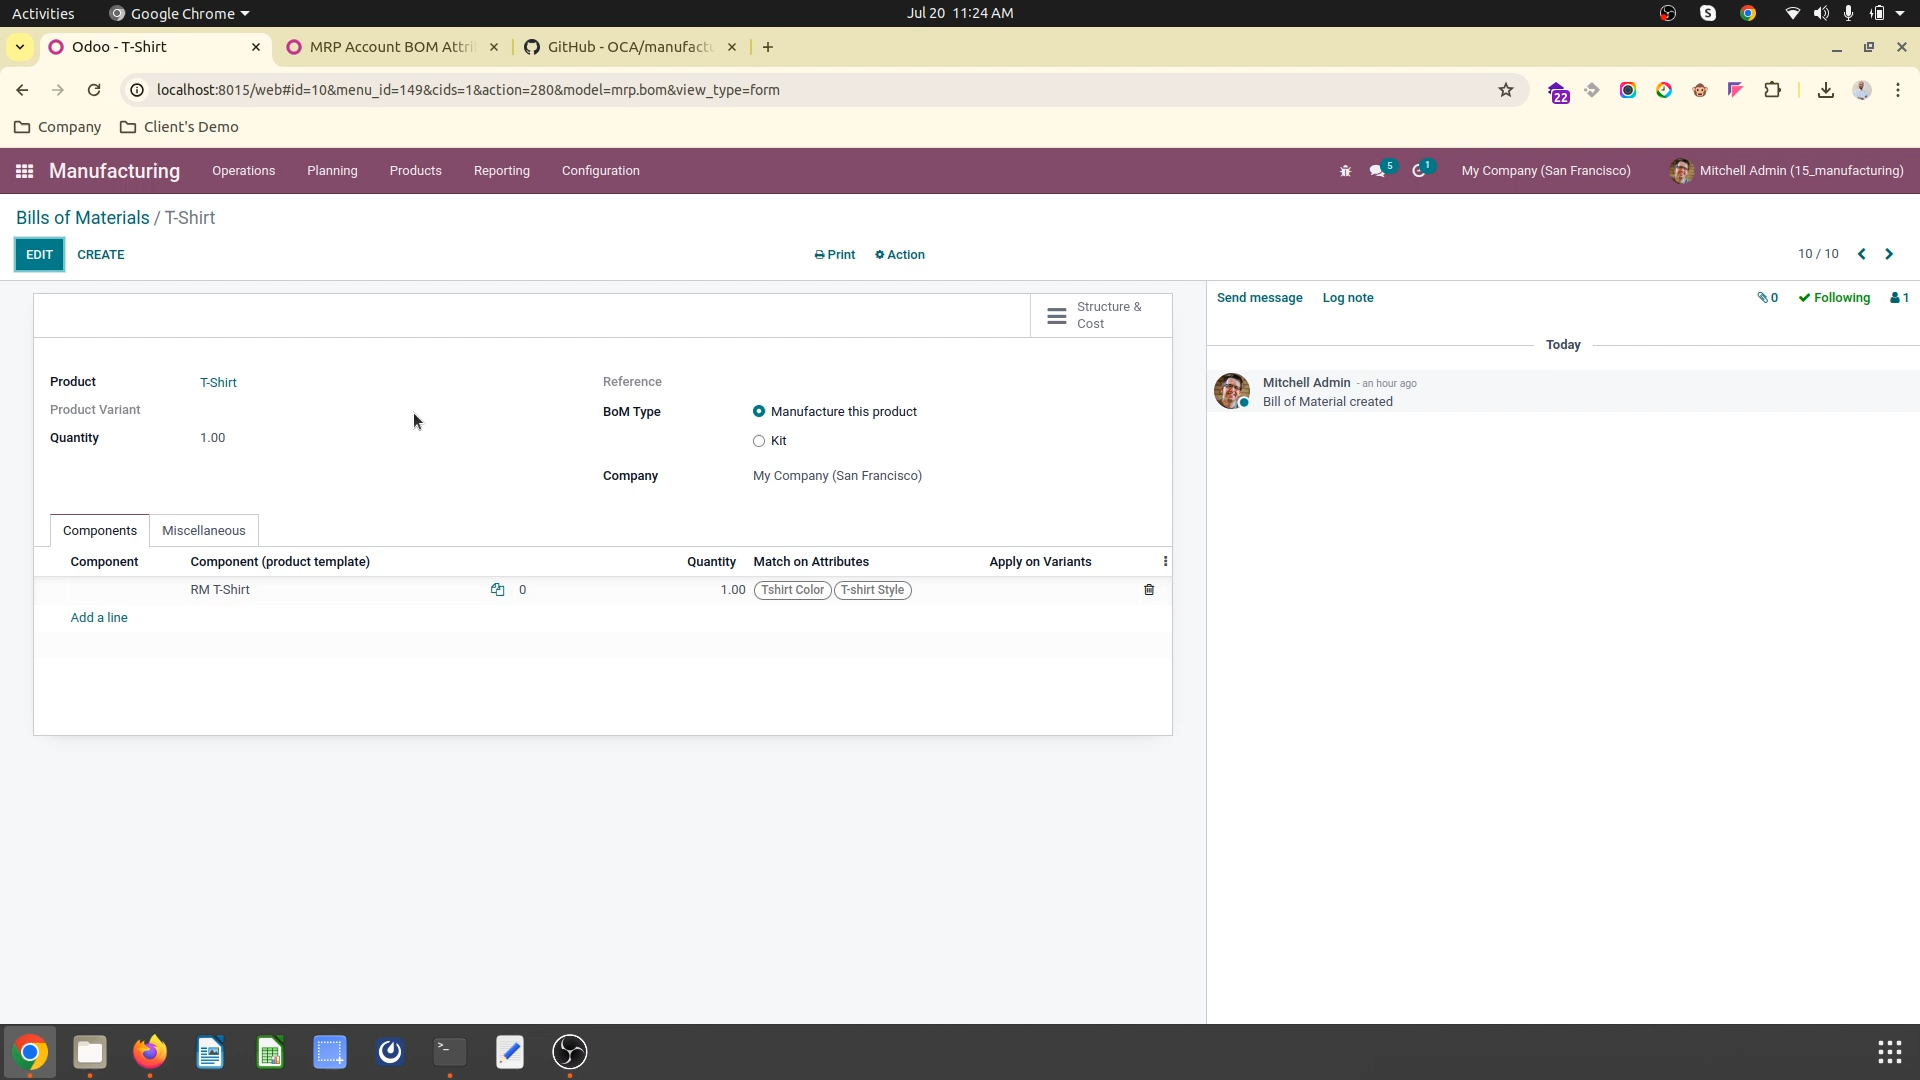 Activities
Google Chrome
Jul 20 11:24 AM
Odoo - T-Shirt
MRP Account BOM Attri
GitHub - OCA/manufactu
localhost:8015/web#id=10&menu_id=149&cids=1&action=280&model=mrp.bom&view_type=form
22
Company
Client's Demo
Manufacturing
Operations
Planning
Products
Reporting
Configuration
5
1
My Company (San Francisco)
Mitchell Admin (15_manufacturing)
Bills of Materials / T-Shirt
EDIT
CREATE
Print
Action
10 / 10
Structure &
Cost
Send message
Log note
0
Following
1
Today
Product
T-Shirt
Reference
Mitchell Admin - an hour ago
Bill of Material created
Product Variant
BoM Type
Manufacture this product
Quantity
1.00
Kit
Company
My Company (San Francisco)
Components
Miscellaneous
Component
Component (product template)
Quantity
Match on Attributes
Apply on Variants
RM T-Shirt
0
1.00
Tshirt Color
T-shirt Style
Add a line